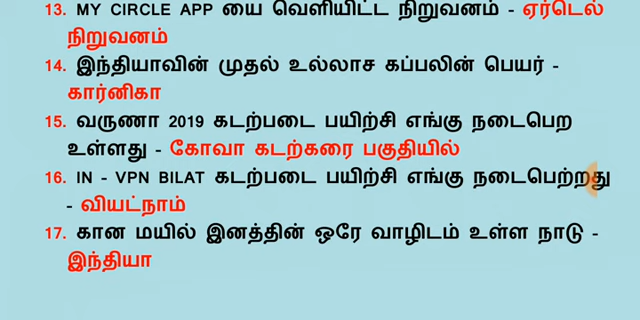 13. MY CIRCLE APP யை வெளியிட்ட நிறுவனம் - ஏர்டெல்
நிறுவனம்
14. இந்தியாவின் முதல் உல்லாச கப்பலின் பெயர் -
கார்னிகா
15. வருணா 2019 கடற்படை பயிற்சி எங்கு நடைபெற
உள்ளது - கோவா கடற்கரை பகுதியில்
16. IN - VPN BILAT கடற்படை பயிற்சி எங்கு நடைபெற்றது
- வியட்நாம்
17. கான மயில் இனத்தின் ஒரே வாழிடம் உள்ள நாடு -
இந்தியா